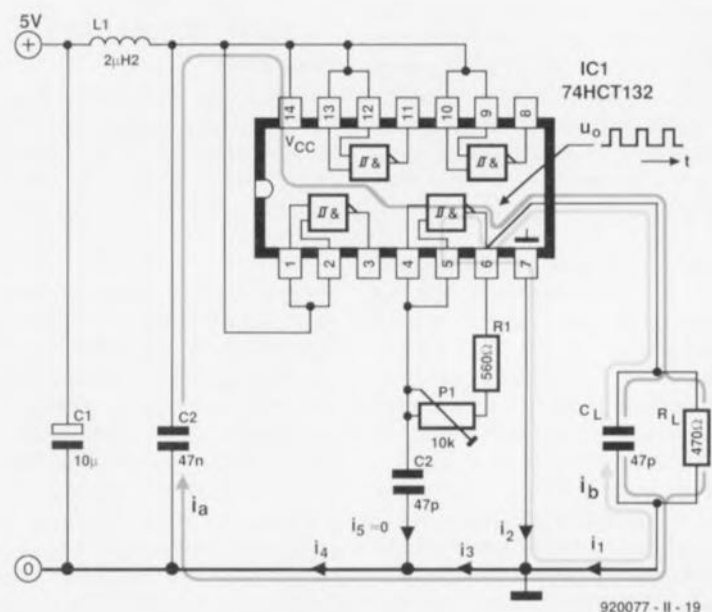 5V
L1
2μH2
IC1
74HCT132
14
13
12
11
10
9
8
VCC
&
&
uo
t
&
&
1
2
3
4
5
6
7
R1
560Ω
P1
10k
C1
10μ
C2
47n
C2
47p
CL
47p
RL
470Ω
ia
ib
i5 ≈0
i2
i4
i3
i1
0
920077 - II - 19